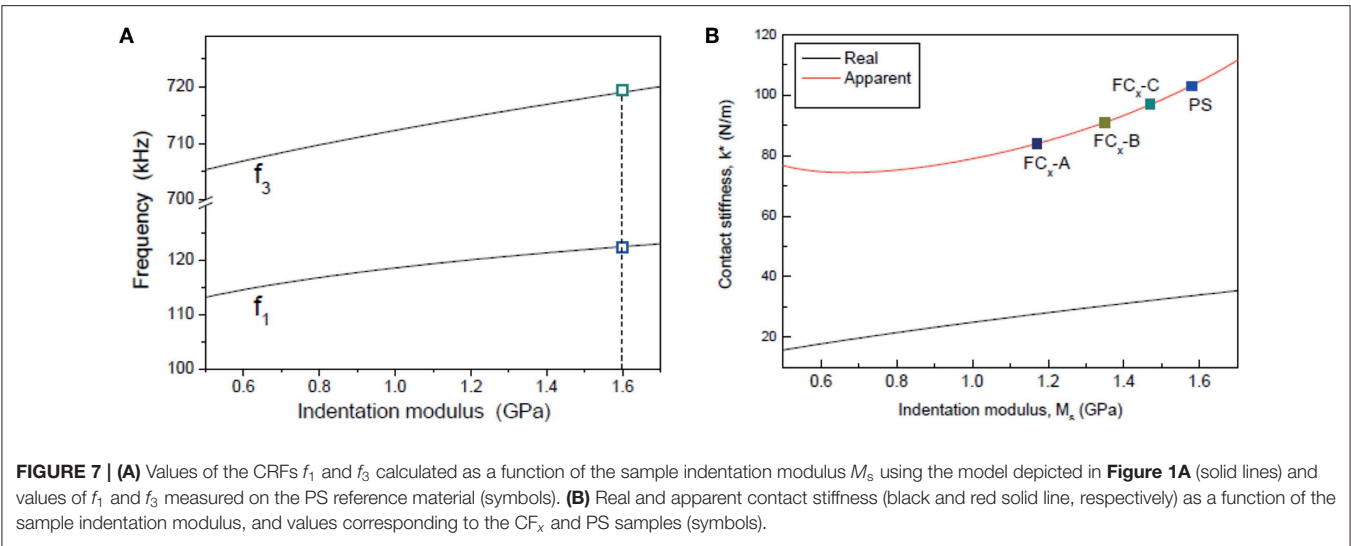 A
Frequency (kHz)
720
710
700
120
110
100
f3
f1
0.6 0.8 1.0 1.2 1.4 1.6
Indentation modulus (GPa)
B
Contact stiffness, k* (N/m)
120
100
80
60
40
20
Real
Apparent
FCx-C
PS
FCx-B
FCx-A
0.6 0.8 1.0 1.2 1.4 1.6
Indentation modulus, Ms (GPa)
FIGURE 7 | (A) Values of the CRFs f1 and f3 calculated as a function of the sample indentation modulus Ms using the model depicted in Figure 1A (solid lines) and
values of f1 and f3 measured on the PS reference material (symbols). (B) Real and apparent contact stiffness (black and red solid line, respectively) as a function of the
sample indentation modulus, and values corresponding to the CFx and PS samples (symbols).